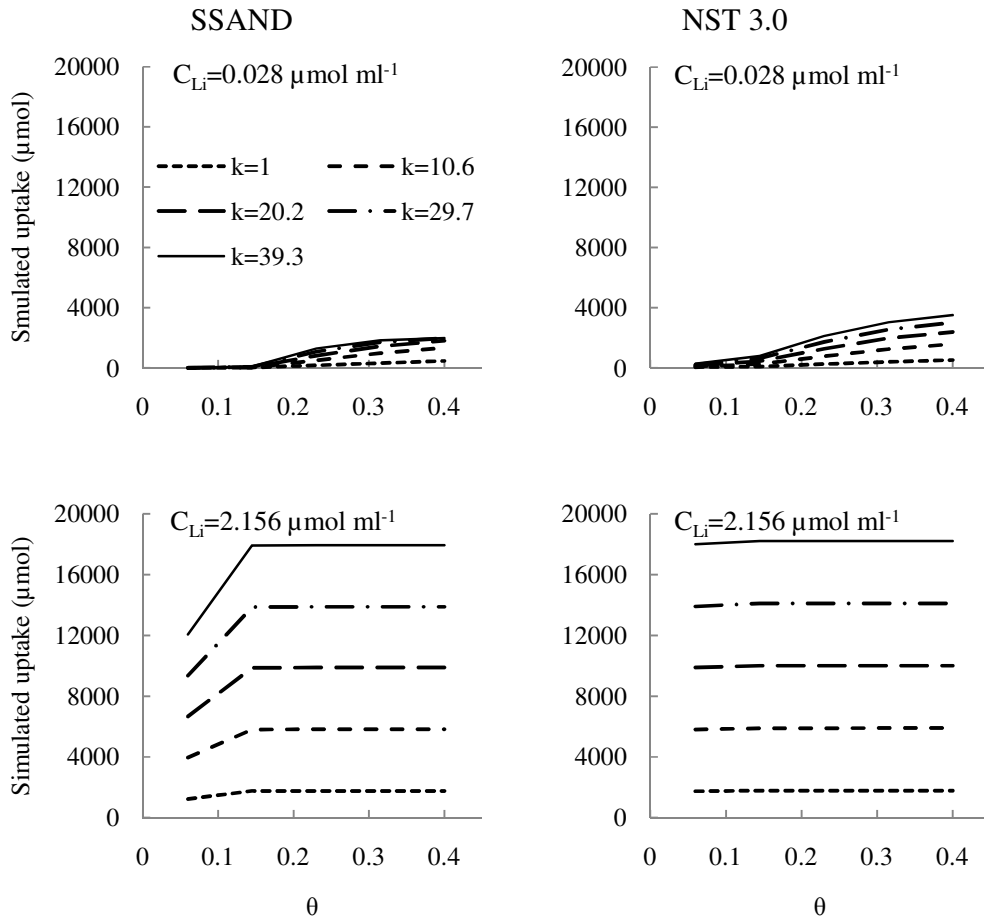 SSAND
NST 3.0
Smulated uptake (µmol)
C_Li=0.028 µmol ml-1
20000
16000
12000
8000
4000
0
k=1
k=10.6
k=20.2
k=29.7
k=39.3
0 0.1 0.2 0.3 0.4
C_Li=0.028 µmol ml-1
20000
16000
12000
8000
4000
0
0 0.1 0.2 0.3 0.4
Simulated uptake (µmol)
C_Li=2.156 µmol ml-1
20000
16000
12000
8000
4000
0
0 0.1 0.2 0.3 0.4
θ
C_Li=2.156 µmol ml-1
20000
16000
12000
8000
4000
0
0 0.1 0.2 0.3 0.4
θ